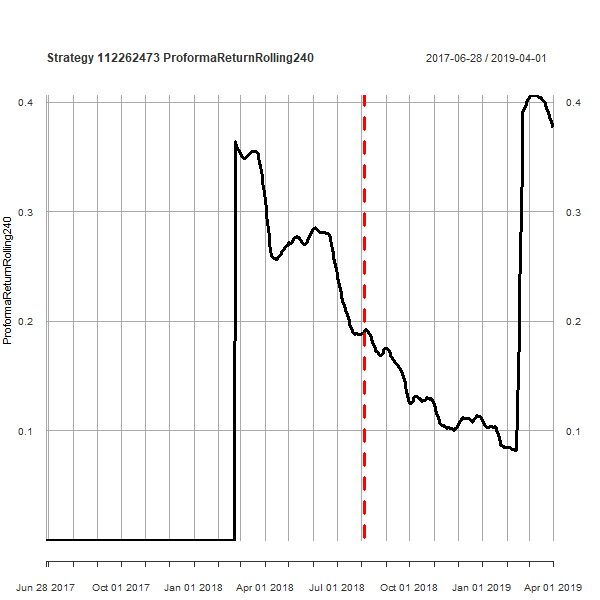 Strategy 112262473 ProformaReturnRolling240
2017-06-28 / 2019-04-01
0.4
0.4
0.3
0.3
ProformaReturnRolling240
0.2
0.2
0.1
0.1
Jun 28 2017
Oct 01 2017
Jan 01 2018
Apr 01 2018
Jul 01 2018
Oct 01 2018
Jan 01 2019
Apr 01 2019